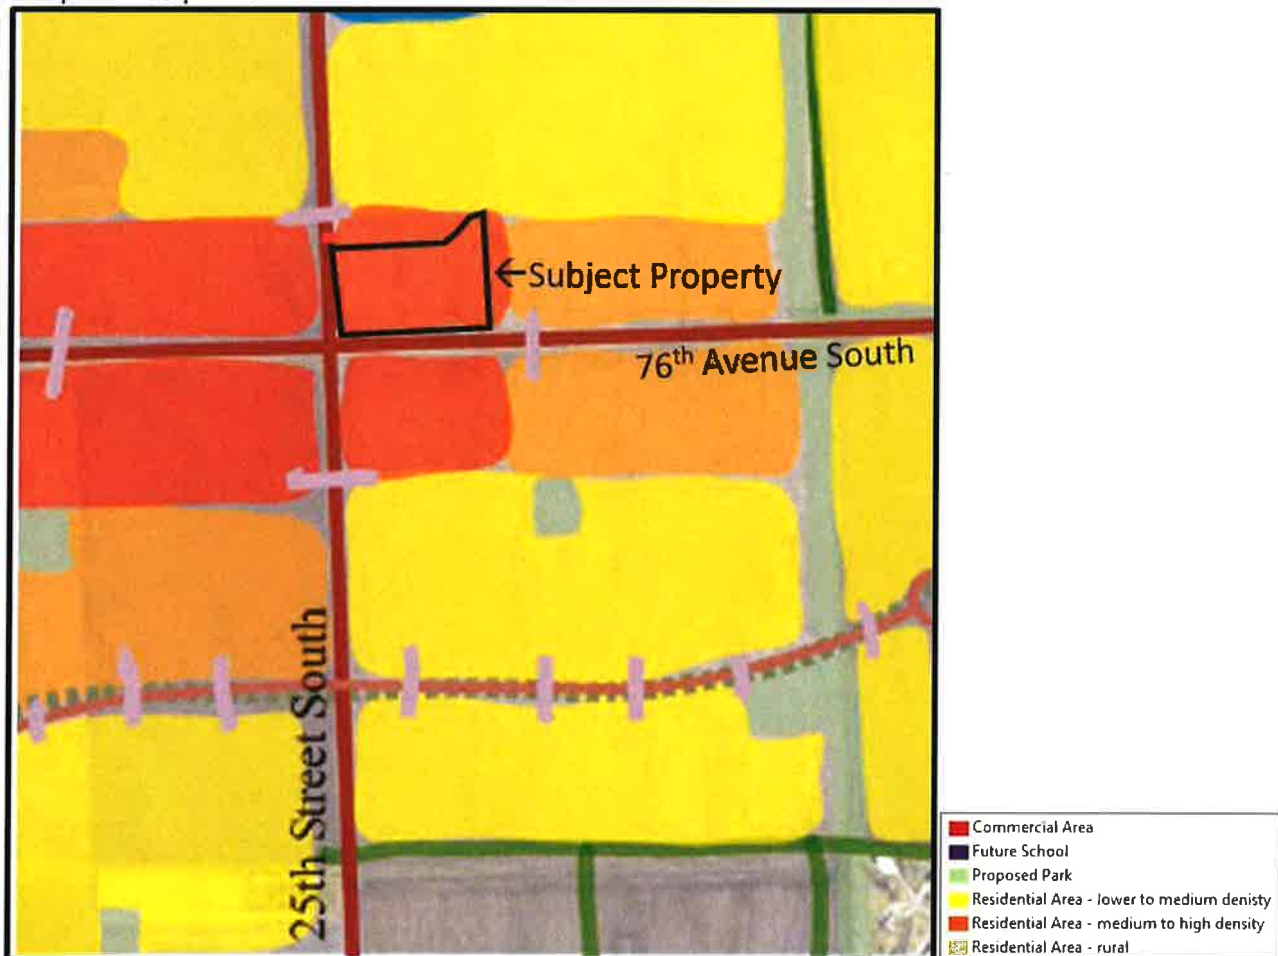 ←Subject Property
76th Avenue South
25th Street South
Commercial Area
Future School
Proposed Park
Residential Area - lower to medium denisty
Residential Area - medium to high density
Residential Area - rural